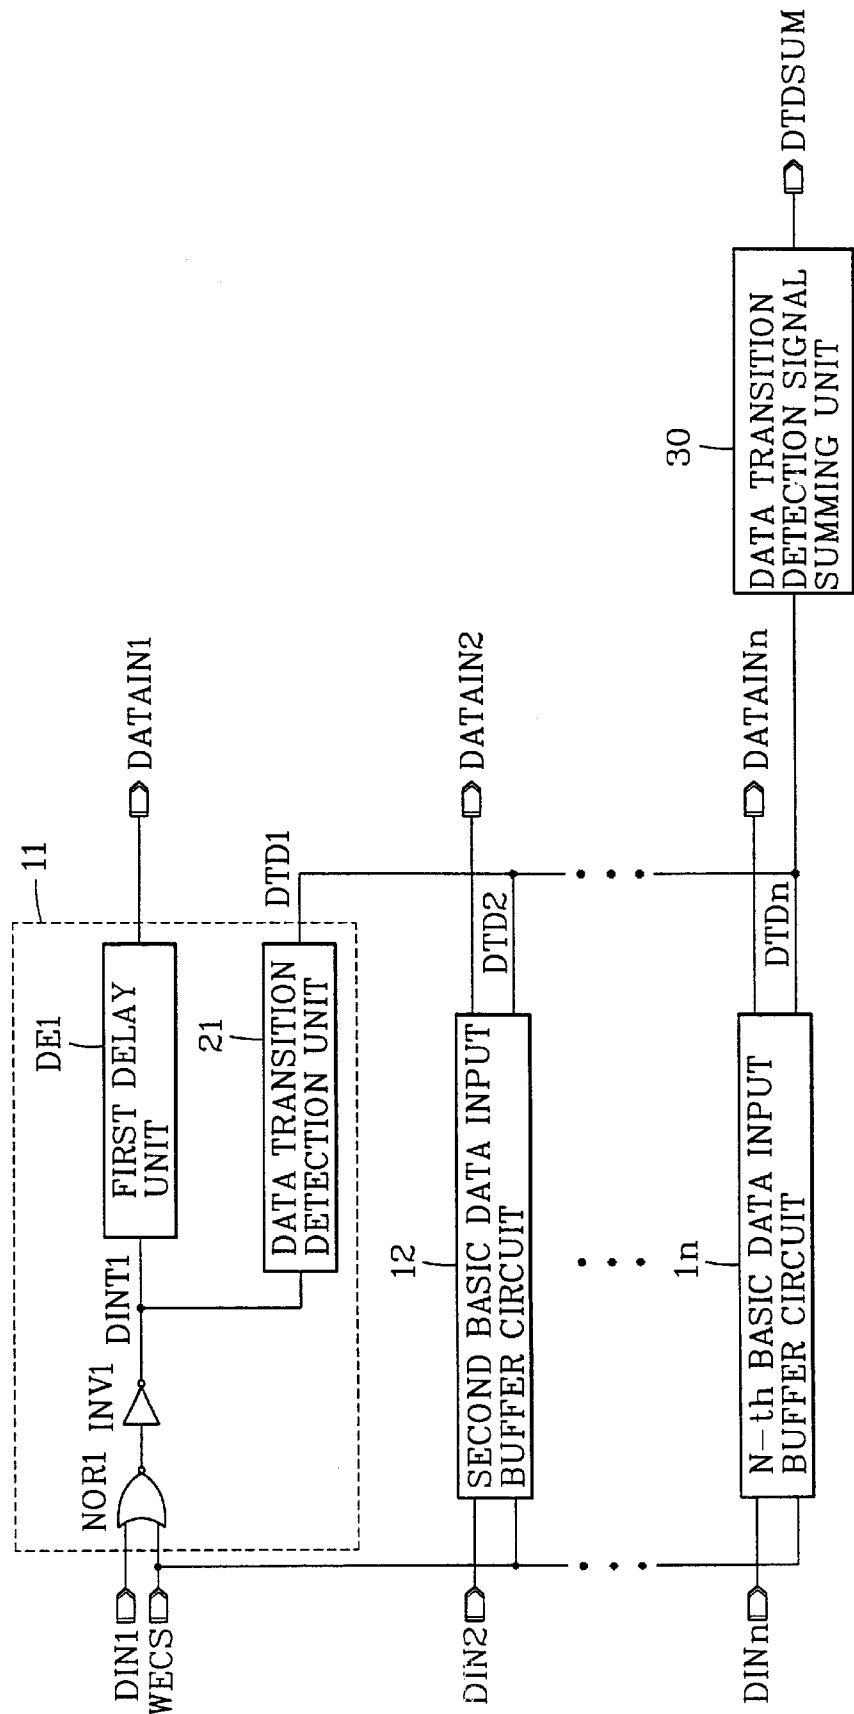 11
DE1
NOR1
INV1
DINT1
FIRST DELAY
UNIT
DIN1
WECS
DATAIN1
21
DATA TRANSITION
DETECTION UNIT
DTD1
12
DIN2
SECOND BASIC DATA INPUT
BUFFER CIRCUIT
DTD2
DATAIN2
1n
DINn
N-th BASIC DATA INPUT
BUFFER CIRCUIT
DTDn
DATAINn
30
DATA TRANSITION
DETECTION SIGNAL
SUMMING UNIT
DTDSUM